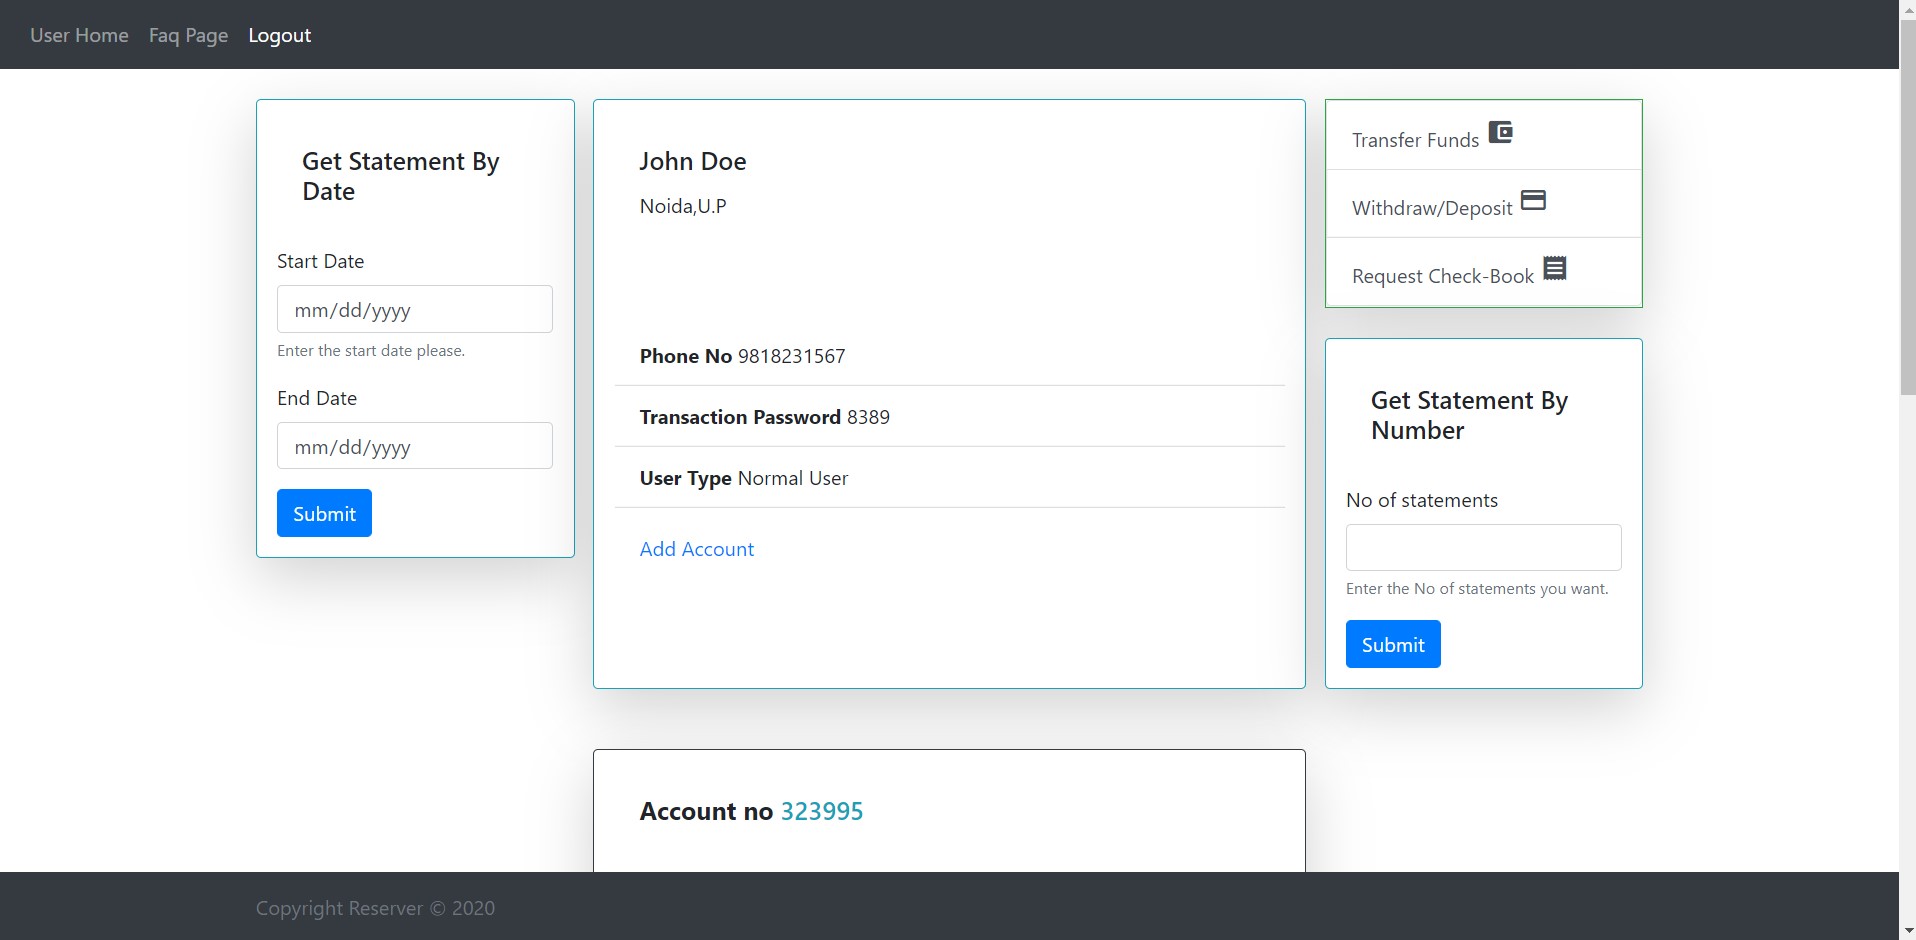 User Home Faq Page Logout
Get Statement By
Date
Start Date
mm/dd/yyyy
Enter the start date please.
End Date
mm/dd/yyyy
Submit
John Doe
Noida,U.P
Phone No 9818231567
Transaction Password 8389
User Type Normal User
Add Account
Transfer Funds
Withdraw/Deposit
Request Check-Book
Get Statement By
Number
No of statements
Enter the No of statements you want.
Submit
Account no 323995
Copyright Reserver © 2020